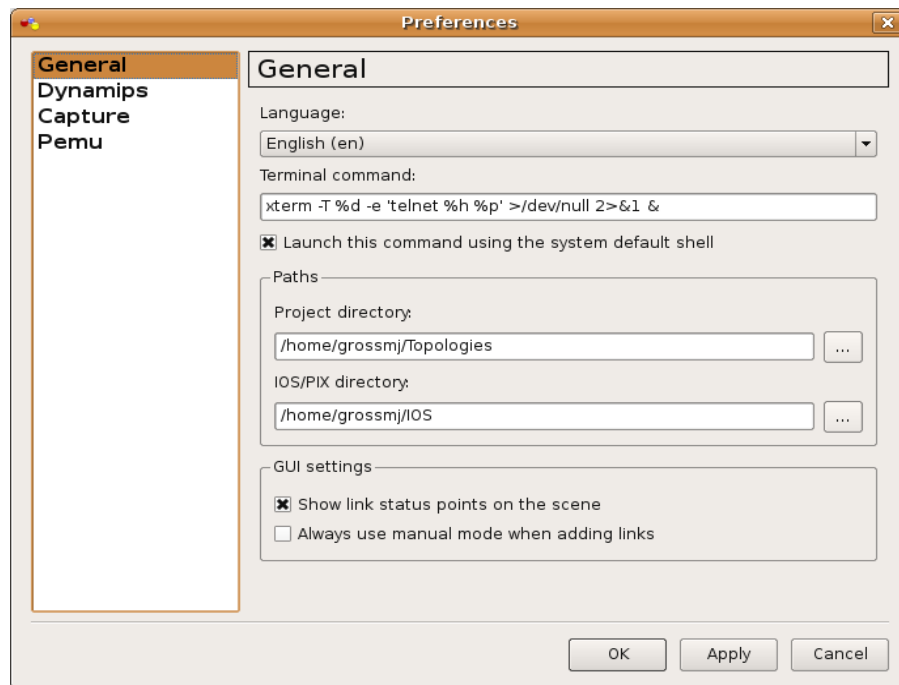 Preferences
General
Dynamips
Capture
Pemu
General
Language:
English (en)
Terminal command:
xterm -T %d -e 'telnet %h %p' >/dev/null 2>&1 &
Launch this command using the system default shell
Paths
Project directory:
/home/grossmj/Topologies
...
IOS/PIX directory:
/home/grossmj/IOS
...
GUI settings
Show link status points on the scene
Always use manual mode when adding links
OK Apply Cancel